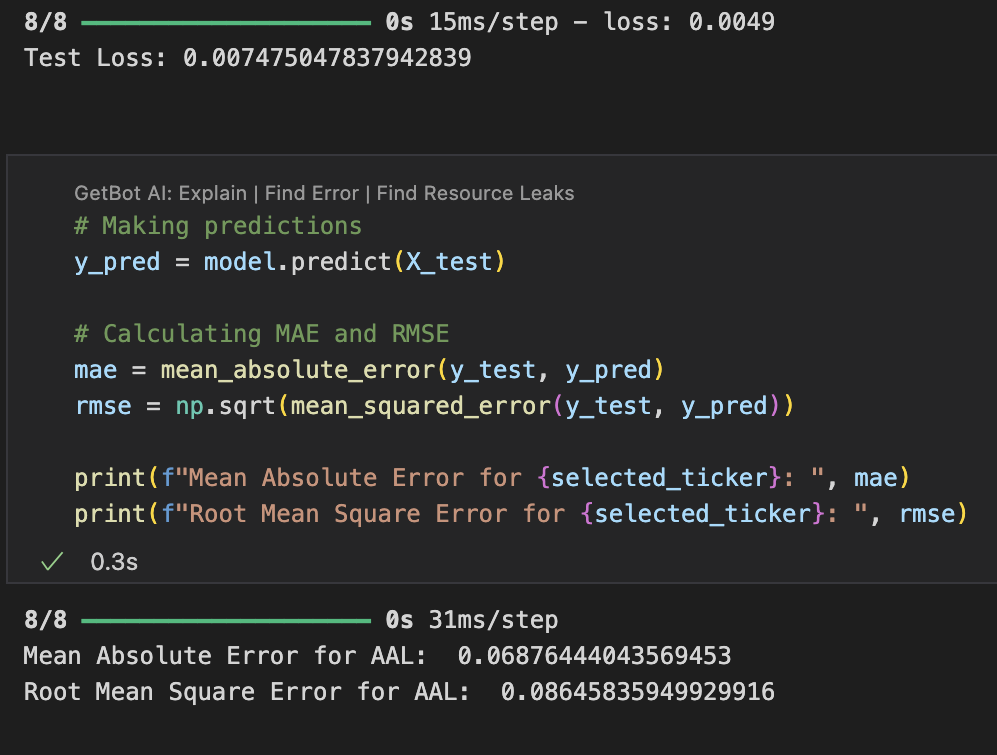 8/8 ━━━━━━━━━━━━━━━━━━━━ 0s 15ms/step - loss: 0.0049
Test Loss: 0.007475047837942839
GetBot AI: Explain | Find Error | Find Resource Leaks
# Making predictions
y_pred = model.predict(X_test)
# Calculating MAE and RMSE
mae = mean_absolute_error(y_test, y_pred)
rmse = np.sqrt(mean_squared_error(y_test, y_pred))
print(f"Mean Absolute Error for {selected_ticker}: ", mae)
print(f"Root Mean Square Error for {selected_ticker}: ", rmse)
✓ 0.3s
8/8 ━━━━━━━━━━━━━━━━━━━━ 0s 31ms/step
Mean Absolute Error for AAL:  0.06876444043569453
Root Mean Square Error for AAL:  0.08645835949929916